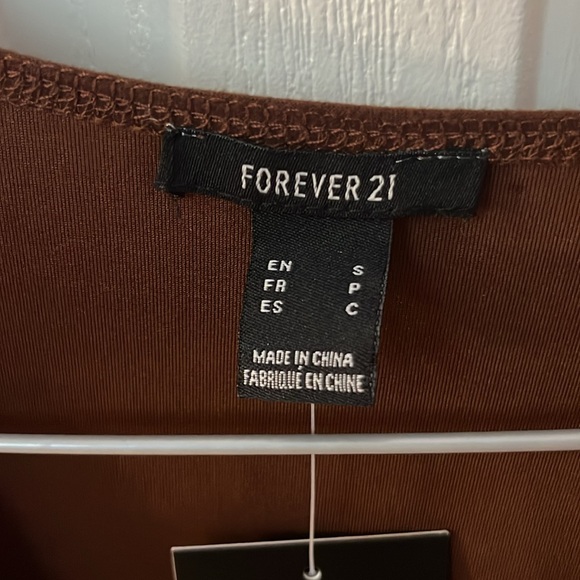 FOREVER 21
EN S
FR P
ES C
MADE IN CHINA
FABRIQUÉ EN CHINE